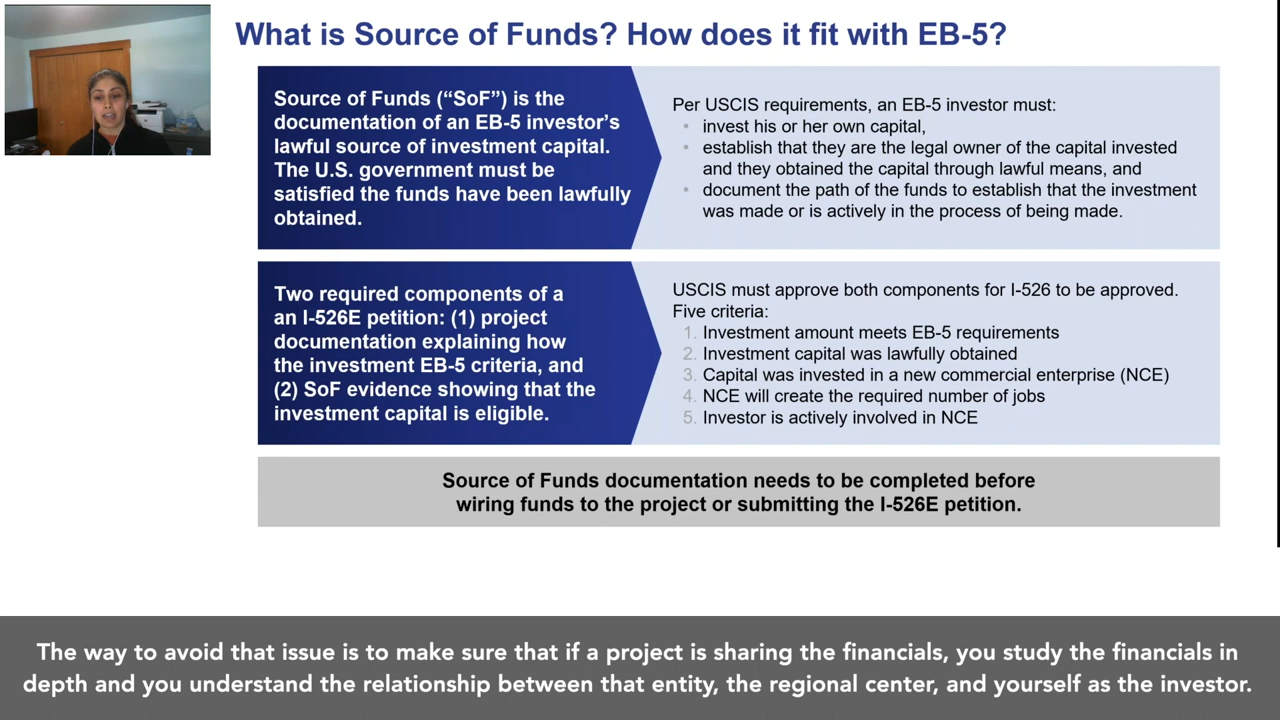 What is Source of Funds? How does it fit with EB-5?
Source of Funds (“SoF”) is the
documentation of an EB-5 investor’s
lawful source of investment capital.
The U.S. government must be
satisfied the funds have been lawfully
obtained.
Per USCIS requirements, an EB-5 investor must:
• invest his or her own capital,
• establish that they are the legal owner of the capital invested
and they obtained the capital through lawful means, and
• document the path of the funds to establish that the investment
was made or is actively in the process of being made.
Two required components of a
an I-526E petition: (1) project
documentation explaining how
the investment EB-5 criteria, and
(2) SoF evidence showing that the
investment capital is eligible.
USCIS must approve both components for I-526 to be approved.
Five criteria:
1. Investment amount meets EB-5 requirements
2. Investment capital was lawfully obtained
3. Capital was invested in a new commercial enterprise (NCE)
4. NCE will create the required number of jobs
5. Investor is actively involved in NCE
Source of Funds documentation needs to be completed before
wiring funds to the project or submitting the I-526E petition.
The way to avoid that issue is to make sure that if a project is sharing the financials, you study the financials in
depth and you understand the relationship between that entity, the regional center, and yourself as the investor.